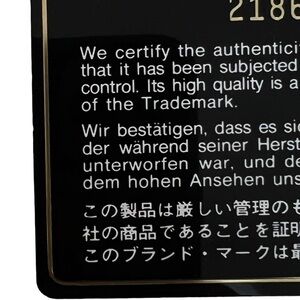 2186
We certify the authentici
that it has been subjected
control. Its high quality is a
of the Trademark.
Wir bestätigen, dass es si
der während seiner Herst
unterworfen war, und de
dem hohen Ansehen uns
この製品は厳しい管理のも
社の商品であることを証明
このブランド・マークは最